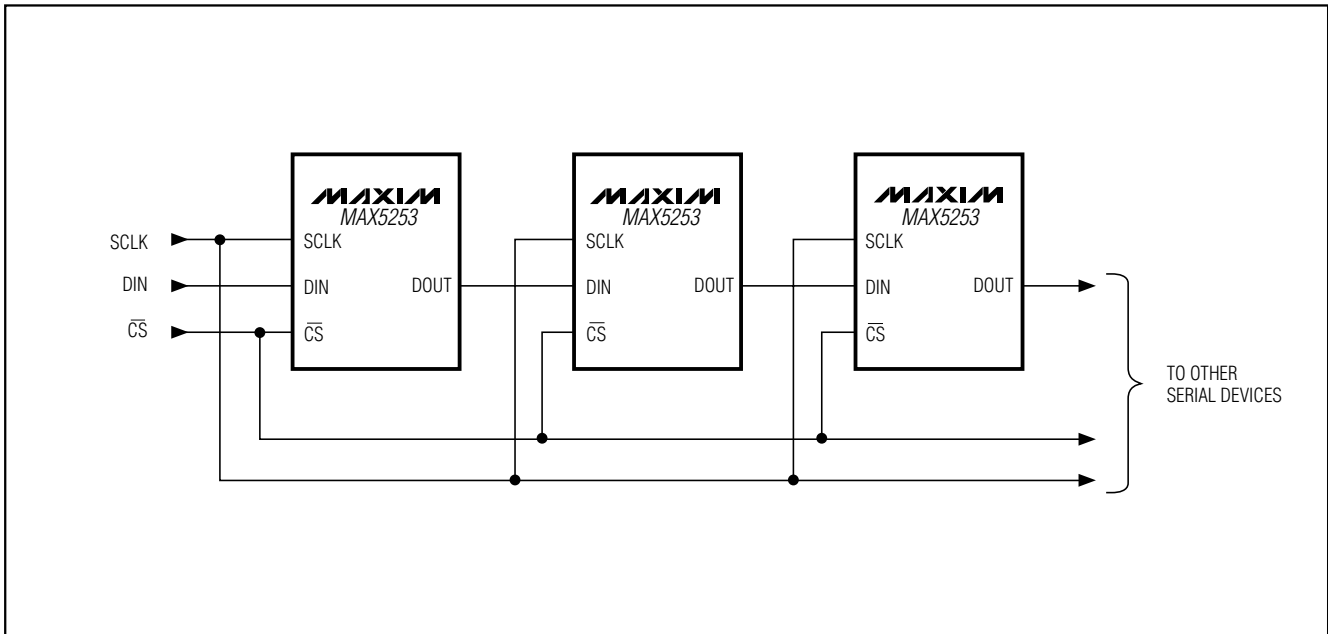 MAXIM
MAX5253
SCLK
DIN
CS
DOUT
MAXIM
MAX5253
SCLK
DIN
CS
DOUT
MAXIM
MAX5253
SCLK
DIN
CS
DOUT
SCLK
DIN
CS
TO OTHER
SERIAL DEVICES